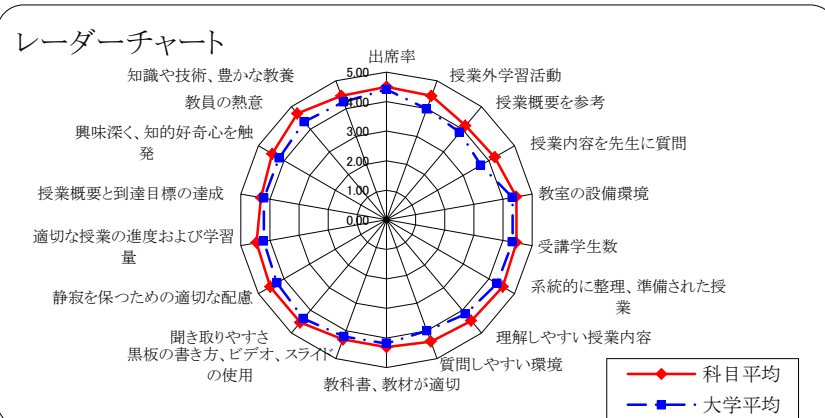 レーダーチャート
出席率
授業外学習活動
授業概要を参考
授業内容を先生に質問
教室の設備環境
受講学生数
系統的に整理、準備された授
業
理解しやすい授業内容
質問しやすい環境
教科書、教材が適切
黒板の書き方、ビデオ、スライド
の使用
聞き取りやすさ
静寂を保つための適切な配慮
適切な授業の進度および学習
量
授業概要と到達目標の達成
興味深く、知的好奇心を触
発
教員の熱意
知識や技術、豊かな教養
5.00
4.00
3.00
2.00
1.00
0.00
科目平均
大学平均